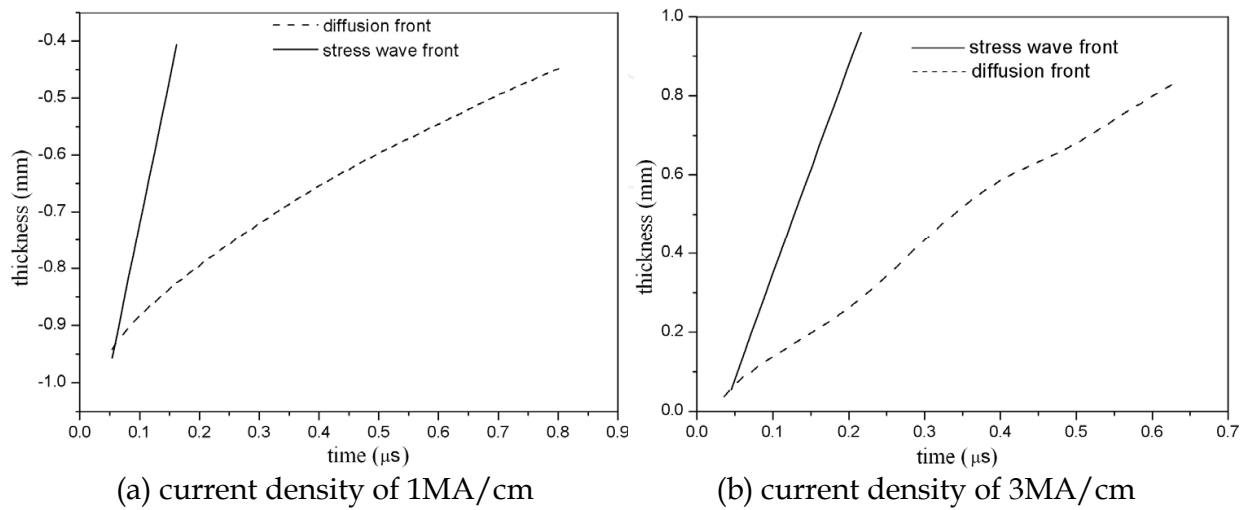 diffusion front
stress wave front
-0.4
-0.5
-0.6
-0.7
-0.8
-0.9
-1.0
thickness (mm)
0.0 0.1 0.2 0.3 0.4 0.5 0.6 0.7 0.8 0.9
time (μs)
(a) current density of 1MA/cm
stress wave front
diffusion front
1.0
0.8
0.6
0.4
0.2
0.0
thickness (mm)
0.0 0.1 0.2 0.3 0.4 0.5 0.6 0.7
time (μs)
(b) current density of 3MA/cm